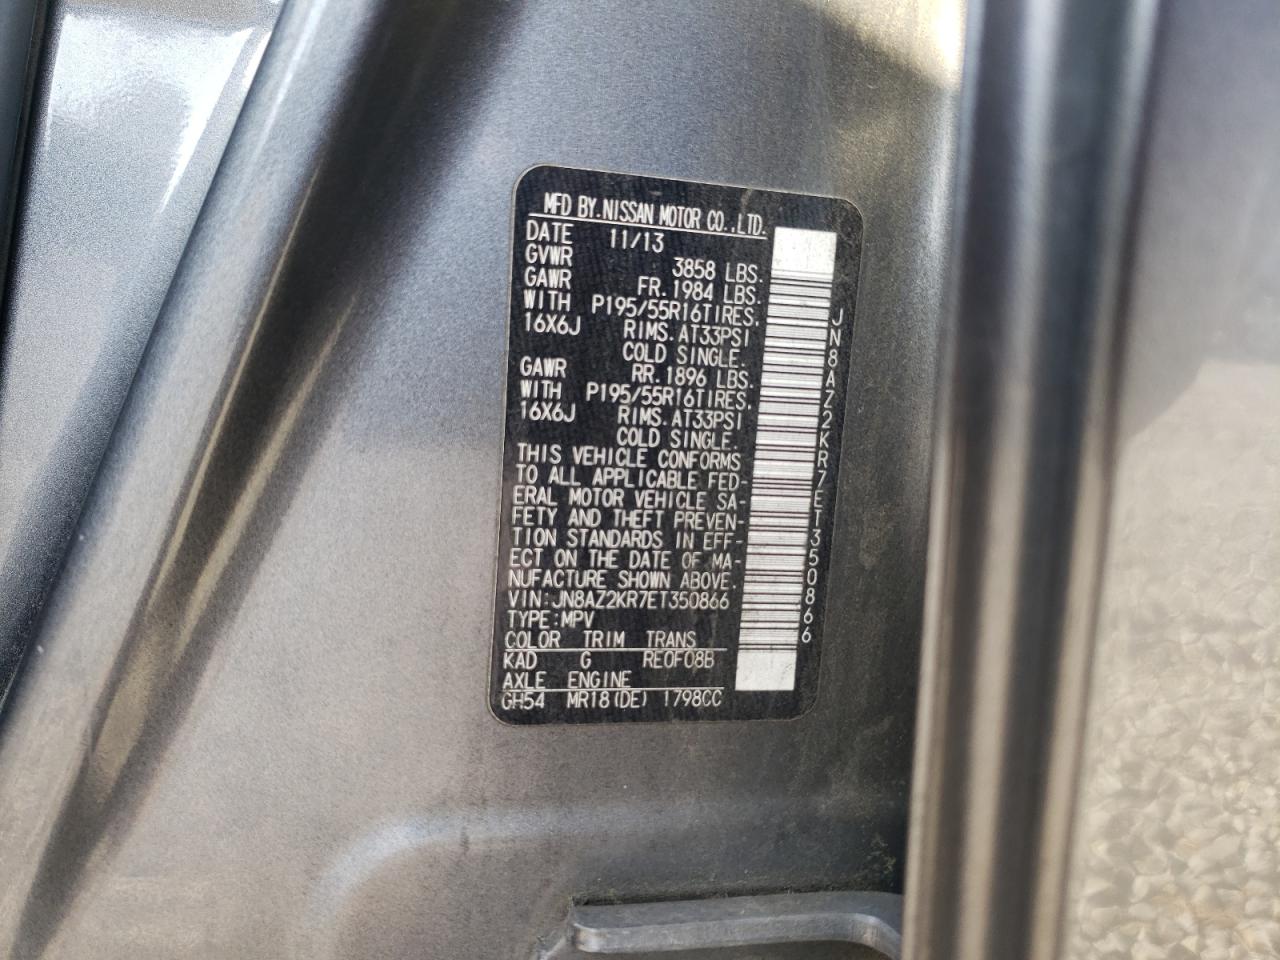 MFD BY.NISSAN MOTOR CO.,LTD.
DATE 11/13
GVWR 3858 LBS.
GAWR FR.1984 LBS.
WITH P195/55R16TIRES.
16X6J RIMS.AT33PSI
COLD SINGLE.
GAWR RR.1896 LBS.
WITH P195/55R16TIRES.
16X6J RIMS.AT33PSI
COLD SINGLE.
THIS VEHICLE CONFORMS
TO ALL APPLICABLE FED-
ERAL MOTOR VEHICLE SA-
FETY AND THEFT PREVEN-
TION STANDARDS IN EFF-
ECT ON THE DATE OF MA-
NUFACTURE SHOWN ABOVE.
VIN:JN8AZ2KR7ET350866
TYPE:MPV
COLOR TRIM TRANS
KAD G RE0F08B
AXLE ENGINE
GH54 MR18(DE) 1798CC
JN8AZ2KR7ET350866